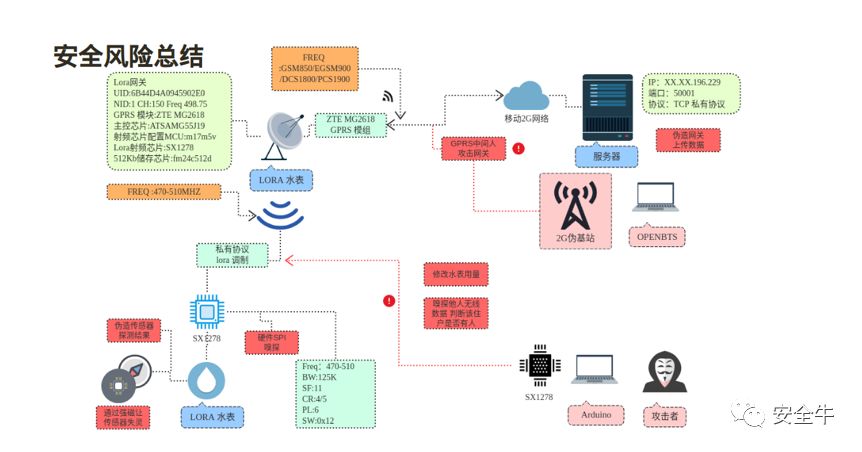 安全风险总结
Lora网关
UID:6B44D4A0945902E0
NID:1 CH:150 Freq 498.75
GPRS 模块:ZTE MG2618
主控芯片:ATSAMG55J19
射频芯片配置MCU:m17m5v
Lora射频芯片:SX1278
512Kb储存芯片:fm24c512d
FREQ
:GSM850/EGSM900
/DCS1800/PCS1900
ZTE MG2618
GPRS 模组
移动2G网络
IP：XX.XX.196.229
端口：50001
协议：TCP 私有协议
服务器
伪造网关
上传数据
GPRS中间人
攻击网关
LORA 水表
FREQ :470-510MHZ
2G伪基站
OPENBTS
私有协议
lora 调制
修改水表用量
嗅探他人无线
数据 判断该住
户是否有人
SX1278
硬件SPI
嗅探
伪造传感器
探测结果
通过强磁让
传感器失灵
LORA 水表
Freq：470-510
BW:125K
SF:11
CR:4/5
PL:6
SW:0x12
SX1278
Arduino
攻击者
安全牛